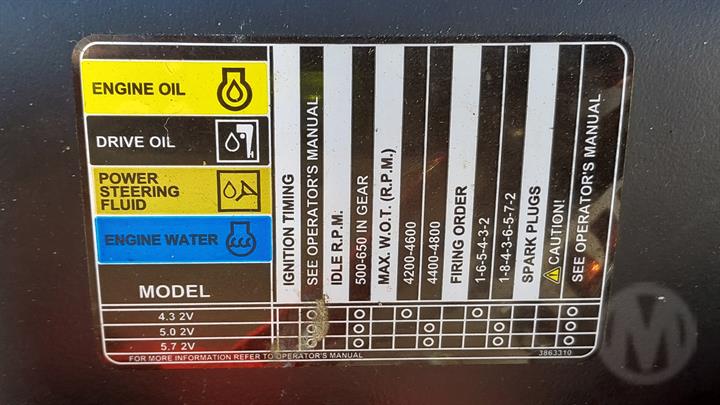 ENGINE OIL
DRIVE OIL
POWER
STEERING
FLUID
ENGINE WATER
MODEL
IGNITION TIMING
SEE OPERATOR'S MANUAL
IDLE R.P.M.
500-650 IN GEAR
MAX. W.O.T. (R.P.M.)
4200-4600
4400-4800
FIRING ORDER
1-6-5-4-3-2
1-8-4-3-6-5-7-2
SPARK PLUGS
CAUTION!
SEE OPERATOR'S MANUAL
4.3 2V
5.0 2V
5.7 2V
FOR MORE INFORMATION REFER TO OPERATOR'S MANUAL
3863310
M